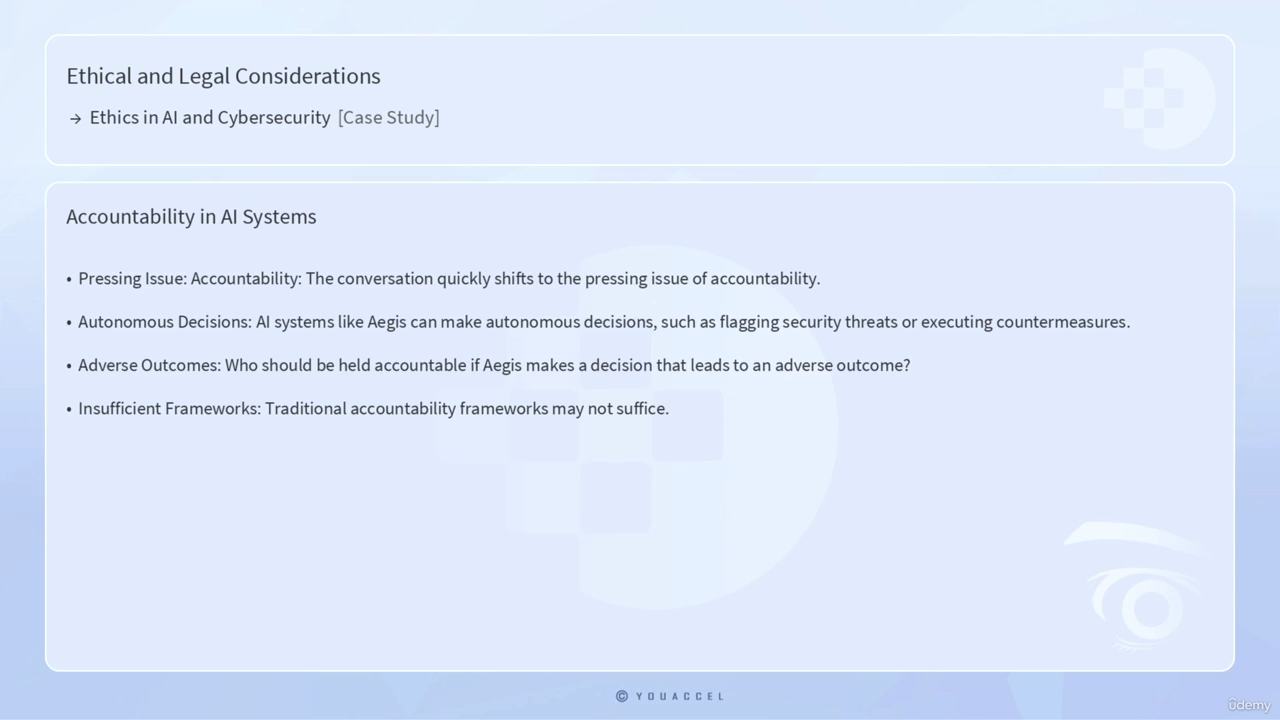 Ethical and Legal Considerations
→ Ethics in AI and Cybersecurity [Case Study]
Accountability in AI Systems
• Pressing Issue: Accountability: The conversation quickly shifts to the pressing issue of accountability.
• Autonomous Decisions: AI systems like Aegis can make autonomous decisions, such as flagging security threats or executing countermeasures.
• Adverse Outcomes: Who should be held accountable if Aegis makes a decision that leads to an adverse outcome?
• Insufficient Frameworks: Traditional accountability frameworks may not suffice.
© YOUACCEL
ûdemy